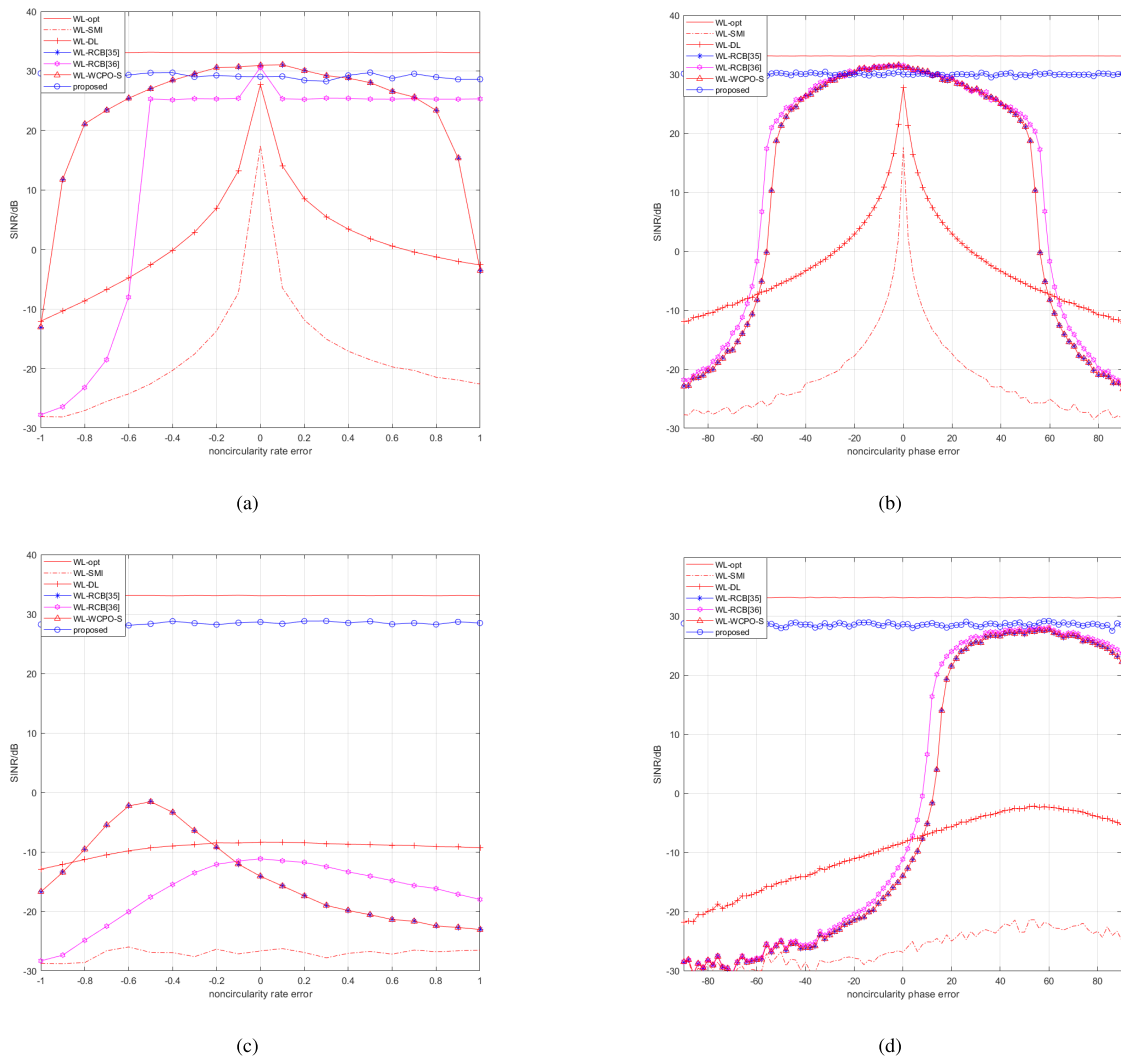 WL-opt
WL-SMI
WL-DL
WL-RCB[35]
WL-RCB[36]
WL-WCPO-S
proposed
40
30
20
10
0
-10
-20
-30
SINR/dB
-1
-0.8
-0.6
-0.4
-0.2
0
0.2
0.4
0.6
0.8
1
noncircularity rate error
(a)
WL-opt
WL-SMI
WL-DL
WL-RCB[35]
WL-RCB[36]
WL-WCPO-S
proposed
40
30
20
10
0
-10
-20
-30
SINR/dB
-80
-60
-40
-20
0
20
40
60
80
noncircularity phase error
(b)
WL-opt
WL-SMI
WL-DL
WL-RCB[35]
WL-RCB[36]
WL-WCPO-S
proposed
40
30
20
10
0
-10
-20
-30
SINR/dB
-1
-0.8
-0.6
-0.4
-0.2
0
0.2
0.4
0.6
0.8
1
noncircularity rate error
(c)
WL-opt
WL-SMI
WL-DL
WL-RCB[35]
WL-RCB[36]
WL-WCPO-S
proposed
30
20
10
0
-10
-20
-30
SINR/dB
-80
-60
-40
-20
0
20
40
60
80
noncircularity phase error
(d)